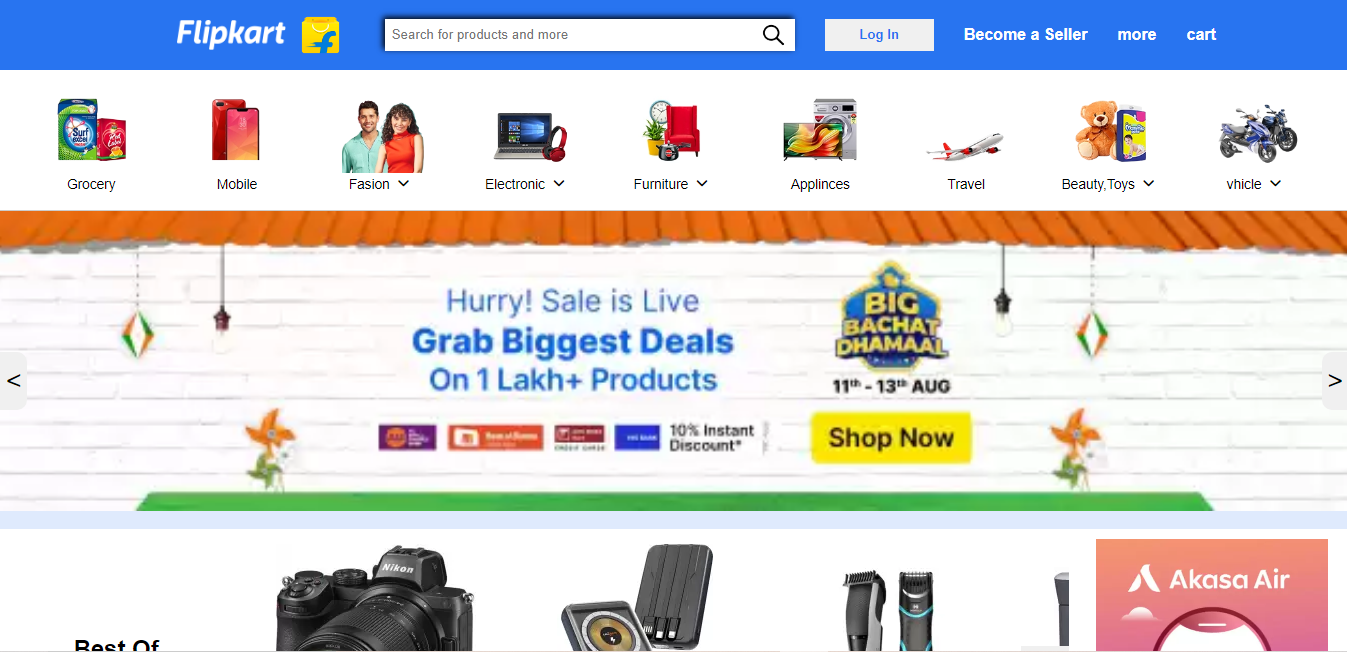 Flipkart
Search for products and more
Log In
Become a Seller
more
cart
Surf excel
Grocery
Mobile
Fasion
Electronic
Furniture
Applinces
Travel
Beauty,Toys
vhicle
Hurry! Sale is Live
Grab Biggest Deals
On 1 Lakh+ Products
BIG
BACHAT
DHAMAAL
11th - 13th AUG
<
>
10% Instant
Discount*
Shop Now
Nikon
Akasa Air
Best Of